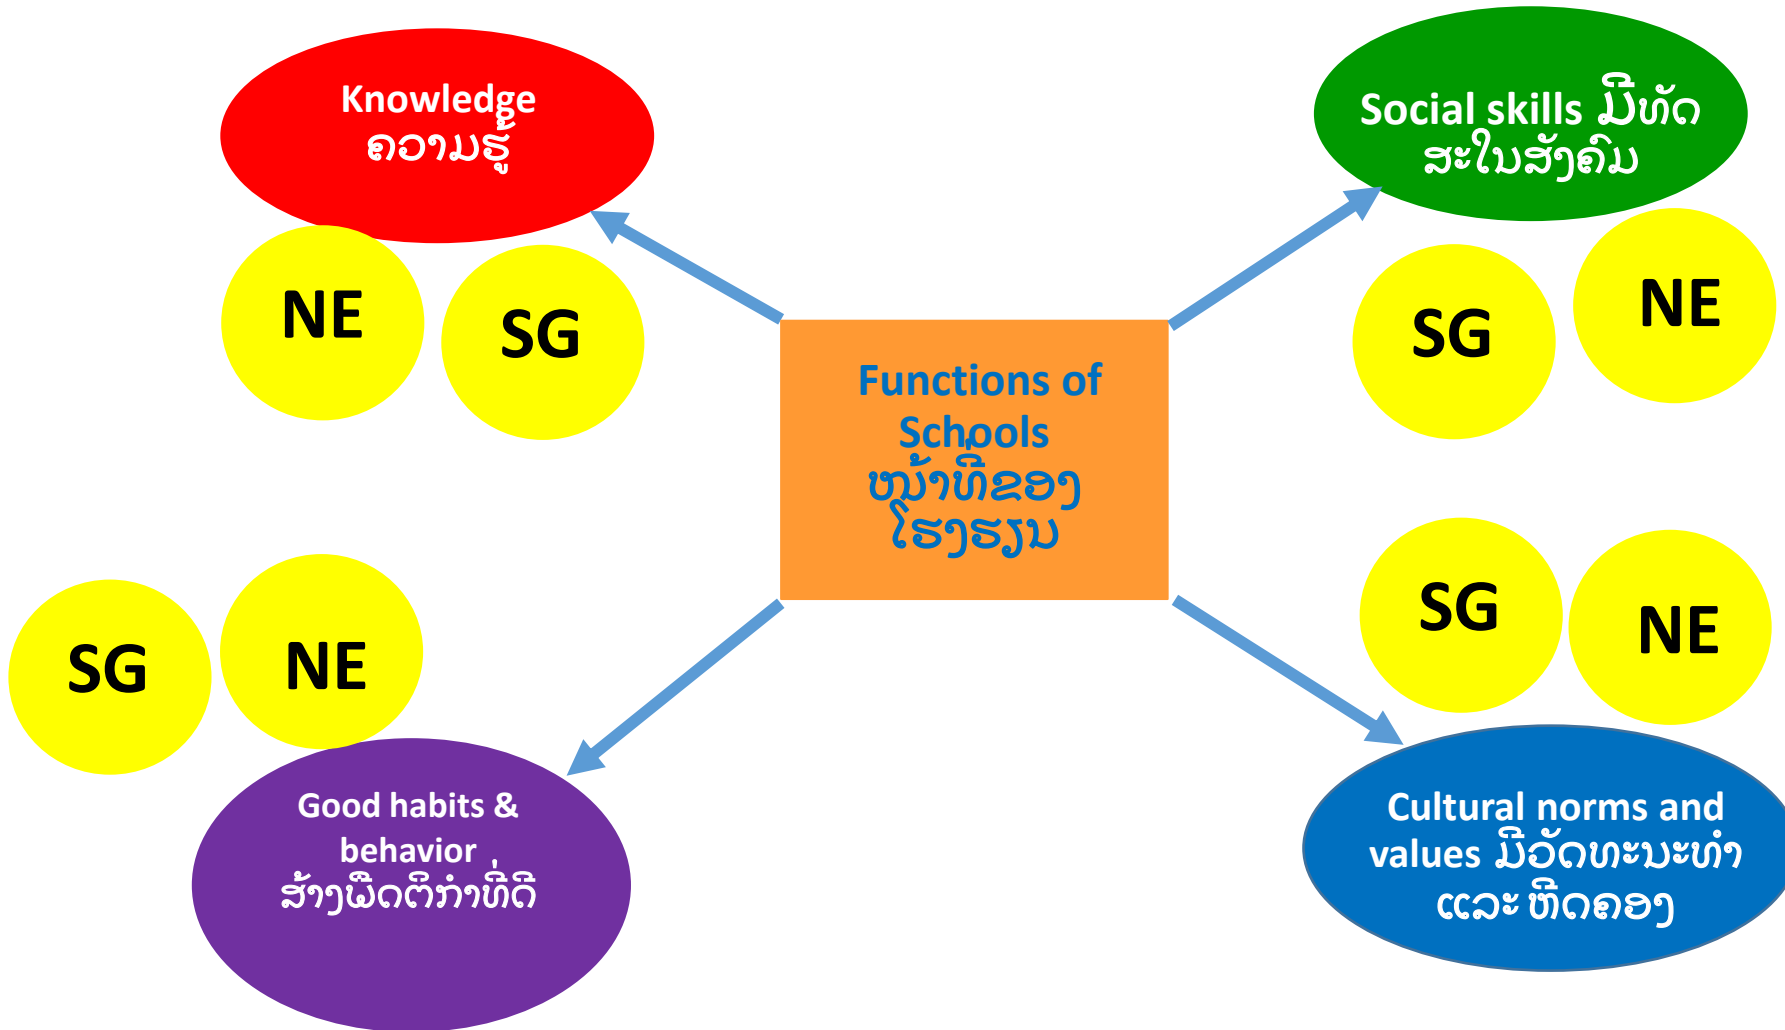 Knowledge
ຄວາມຮູ້
NE
SG
Social skills ມີທັດ
ສະໃນສັງຄົມ
SG
NE
Functions of
Schools
ໜ້າທີ່ຂອງ
ໂຮງຮຽນ
SG
NE
Good habits &
behavior
ສ້າງພຶດຕິກຳທີ່ດີ
SG
NE
Cultural norms and
values ມີວັດທະນະທຳ
ແລະ ຫີດຄອງ